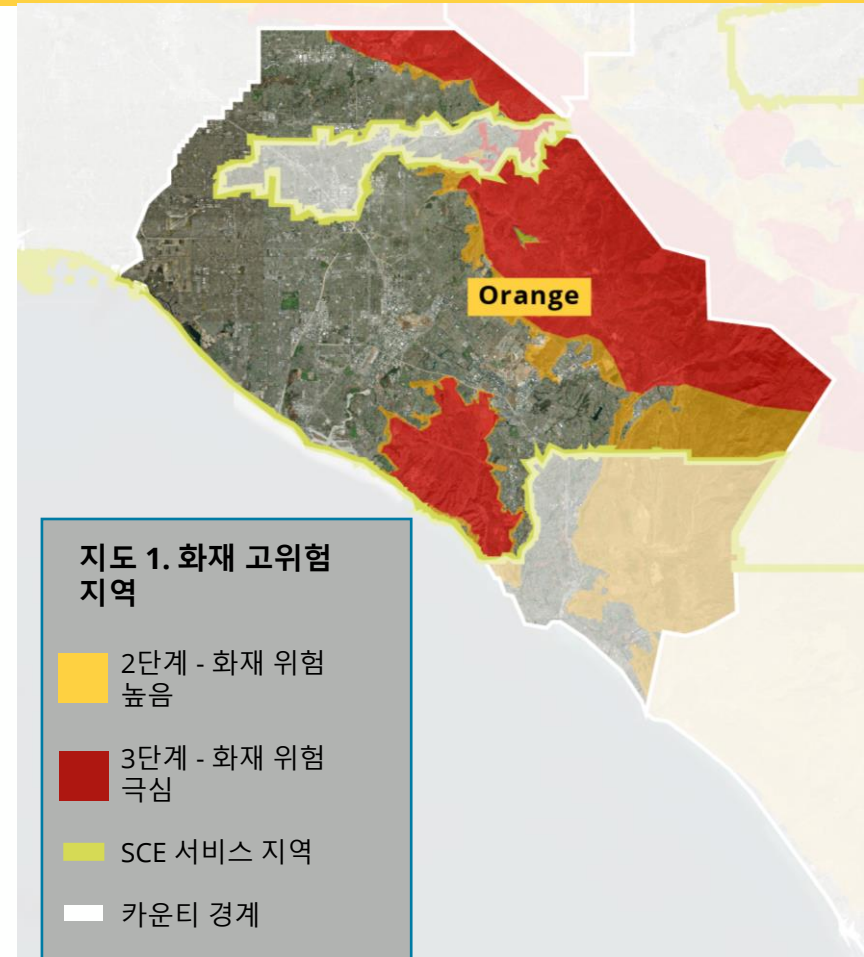 Orange
지도 1. 화재 고위험
지역
2단계 - 화재 위험
높음
3단계 - 화재 위험
극심
SCE 서비스 지역
카운티 경계